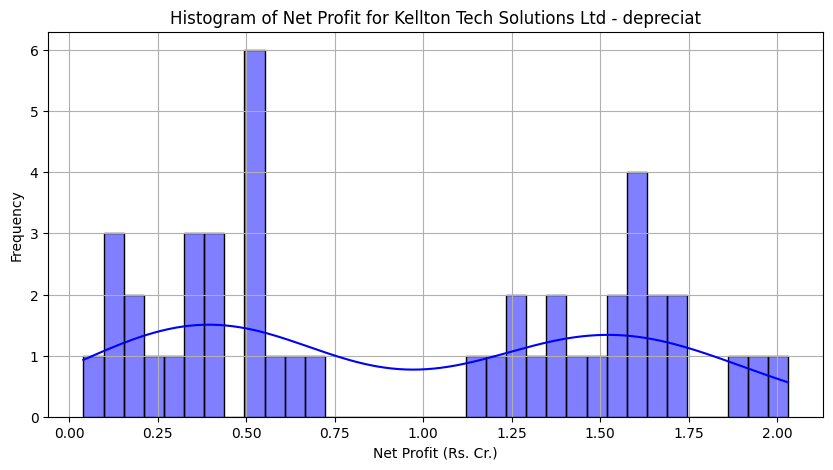 Histogram of Net Profit for Kellton Tech Solutions Ltd - depreciat
6
5
4
3
2
1
0
Frequency
0.00 0.25 0.50 0.75 1.00 1.25 1.50 1.75 2.00
Net Profit (Rs. Cr.)